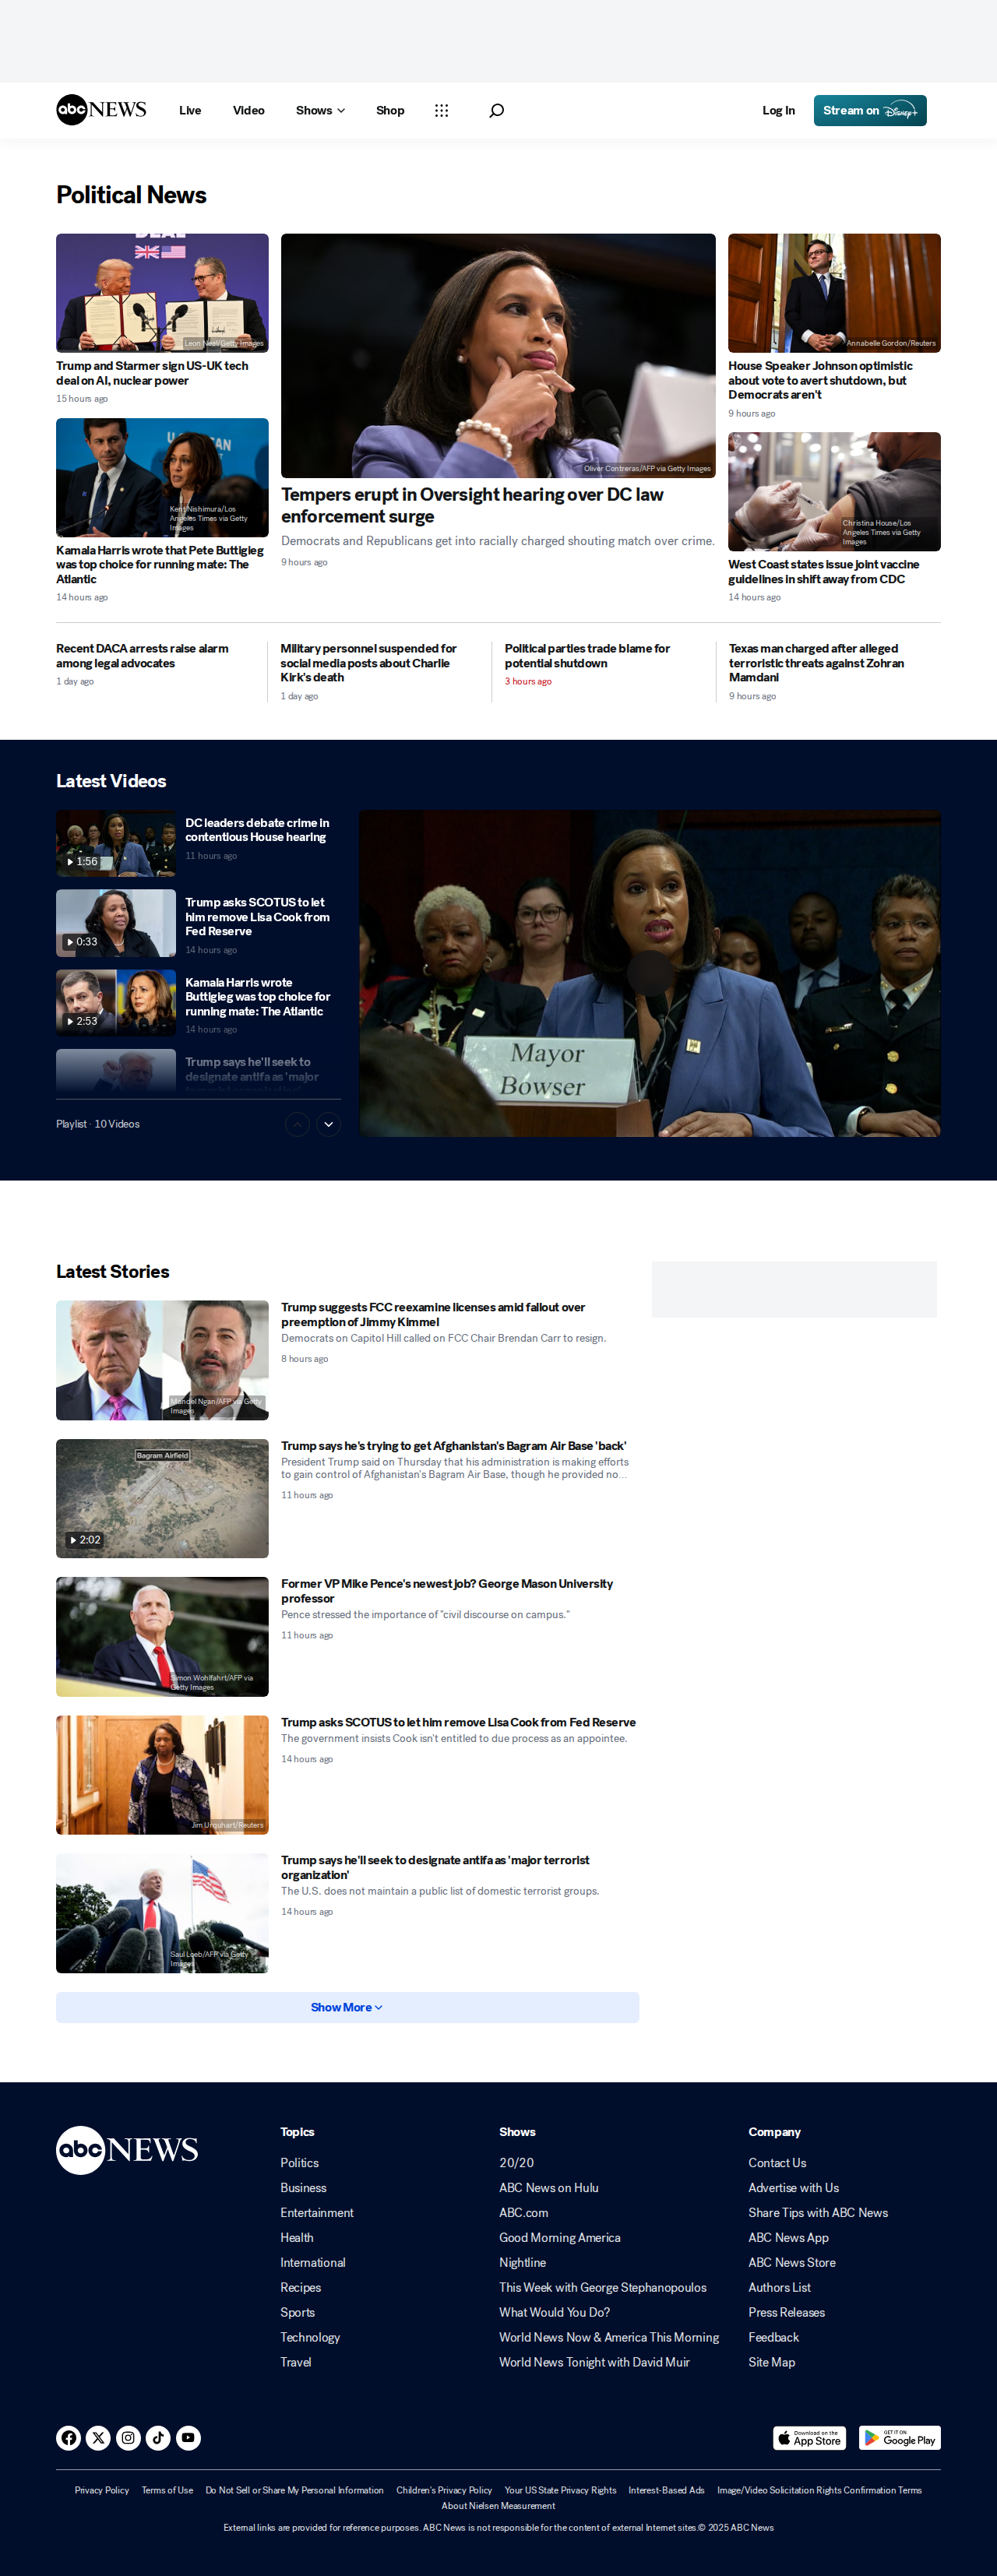 abc NEWS
Live
Video
Shows
Shop
Log In
Stream on Disney+
Political News
DEAL
Leon Neal/Getty Images
Trump and Starmer sign US-UK tech
deal on AI, nuclear power
15 hours ago
Kent Nishimura/Los
Angeles Times via Getty
Images
Kamala Harris wrote that Pete Buttigieg
was top choice for running mate: The
Atlantic
14 hours ago
Oliver Contreras/AFP via Getty Images
Tempers erupt in Oversight hearing over DC law
enforcement surge
Democrats and Republicans get into racially charged shouting match over crime.
9 hours ago
Annabelle Gordon/Reuters
House Speaker Johnson optimistic
about vote to avert shutdown, but
Democrats aren't
9 hours ago
Christina House/Los
Angeles Times via Getty
Images
West Coast states issue joint vaccine
guidelines in shift away from CDC
14 hours ago
Recent DACA arrests raise alarm
among legal advocates
1 day ago
Military personnel suspended for
social media posts about Charlie
Kirk's death
1 day ago
Political parties trade blame for
potential shutdown
3 hours ago
Texas man charged after alleged
terroristic threats against Zohran
Mamdani
9 hours ago
Latest Videos
1:56
DC leaders debate crime in
contentious House hearing
11 hours ago
0:33
Trump asks SCOTUS to let
him remove Lisa Cook from
Fed Reserve
14 hours ago
2:53
Kamala Harris wrote
Buttigieg was top choice for
running mate: The Atlantic
14 hours ago
Trump says he'll seek to
designate antifa as 'major
Playlist · 10 Videos
Mayor
Bowser
Latest Stories
Mandel Ngan/AFP via Getty
Images
Trump suggests FCC reexamine licenses amid fallout over
preemption of Jimmy Kimmel
Democrats on Capitol Hill called on FCC Chair Brendan Carr to resign.
8 hours ago
Bagram Airfield
2:02
Trump says he's trying to get Afghanistan's Bagram Air Base 'back'
President Trump said on Thursday that his administration is making efforts
to gain control of Afghanistan's Bagram Air Base, though he provided no...
11 hours ago
Simon Wohlfahrt/AFP via
Getty Images
Former VP Mike Pence's newest job? George Mason University
professor
Pence stressed the importance of "civil discourse on campus."
11 hours ago
Jim Urquhart/Reuters
Trump asks SCOTUS to let him remove Lisa Cook from Fed Reserve
The government insists Cook isn't entitled to due process as an appointee.
14 hours ago
Saul Loeb/AFP via Getty
Images
Trump says he'll seek to designate antifa as 'major terrorist
organization'
The U.S. does not maintain a public list of domestic terrorist groups.
14 hours ago
Show More
abc NEWS
Topics
Politics
Business
Entertainment
Health
International
Recipes
Sports
Technology
Travel
Shows
20/20
ABC News on Hulu
ABC.com
Good Morning America
Nightline
This Week with George Stephanopoulos
What Would You Do?
World News Now & America This Morning
World News Tonight with David Muir
Company
Contact Us
Advertise with Us
Share Tips with ABC News
ABC News App
ABC News Store
Authors List
Press Releases
Feedback
Site Map
Download on the
App Store
GET IT ON
Google Play
Privacy Policy
Terms of Use
Do Not Sell or Share My Personal Information
Children's Privacy Policy
Your US State Privacy Rights
Interest-Based Ads
Image/Video Solicitation Rights Confirmation Terms
About Nielsen Measurement
External links are provided for reference purposes. ABC News is not responsible for the content of external Internet sites.© 2025 ABC News